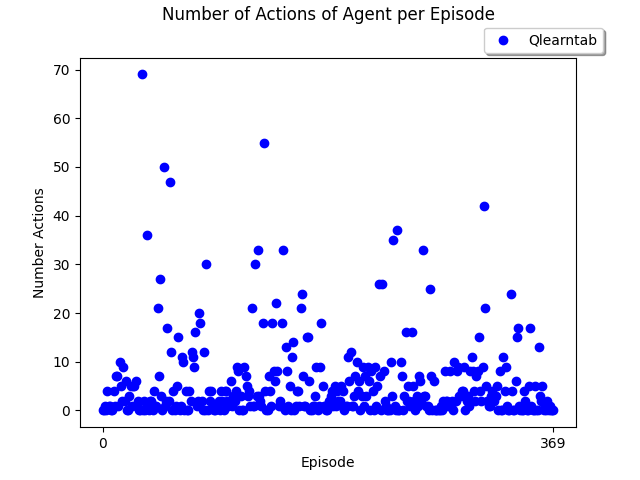 Number of Actions of Agent per Episode
Qlearntab
70
60
50
40
30
20
10
0
Number Actions
0 369
Episode